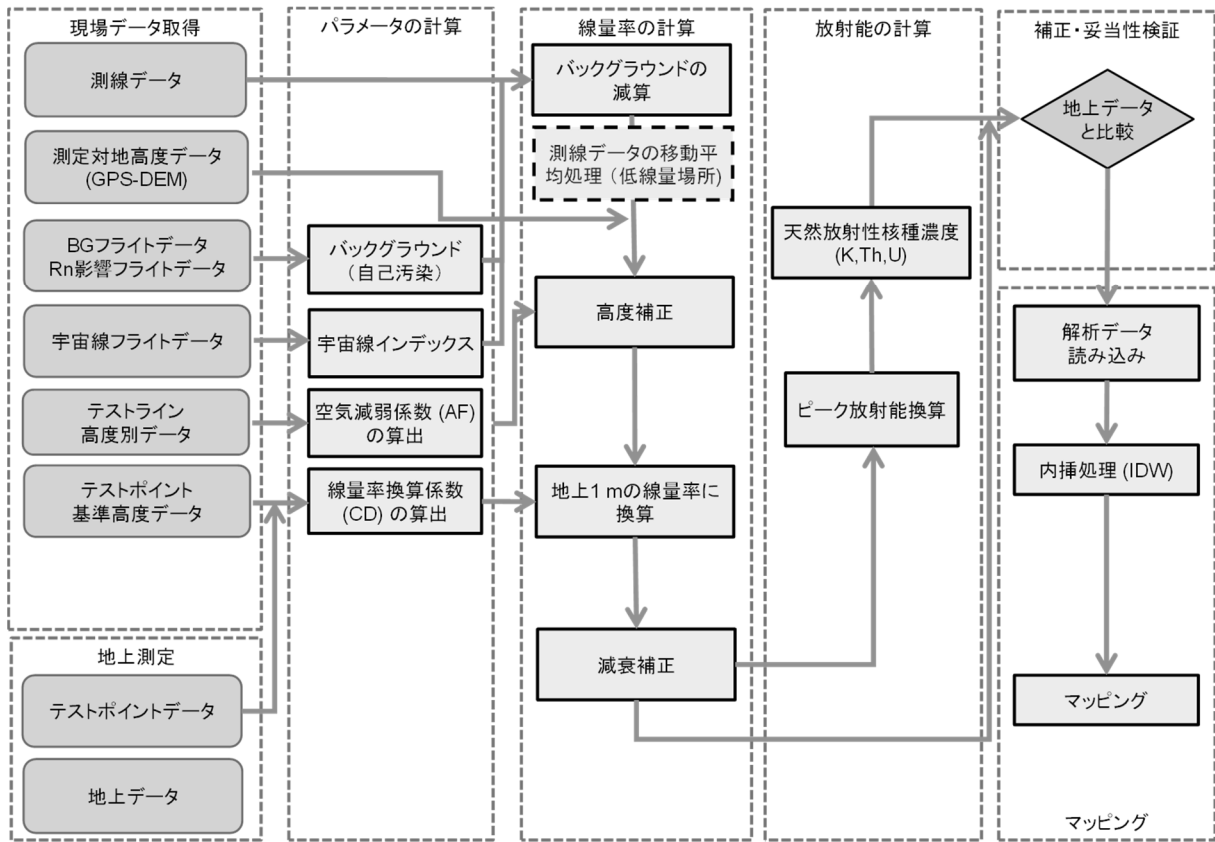 現場データ取得
測線データ
測定対地高度データ
(GPS-DEM)
BGフライトデータ
Rn影響フライトデータ
宇宙線フライトデータ
テストライン
高度別データ
テストポイント
基準高度データ
地上測定
テストポイントデータ
地上データ
パラメータの計算
バックグラウンド
（自己汚染）
宇宙線インデックス
空気減弱係数 (AF)
の算出
線量率換算係数
(CD) の算出
線量率の計算
バックグラウンドの
減算
測線データの移動平
均処理（低線量場所)
高度補正
地上1 mの線量率に
換算
減衰補正
放射能の計算
天然放射性核種濃度
(K,Th,U)
ピーク放射能換算
補正・妥当性検証
地上データ
と比較
解析データ
読み込み
内挿処理 (IDW)
マッピング
マッピング